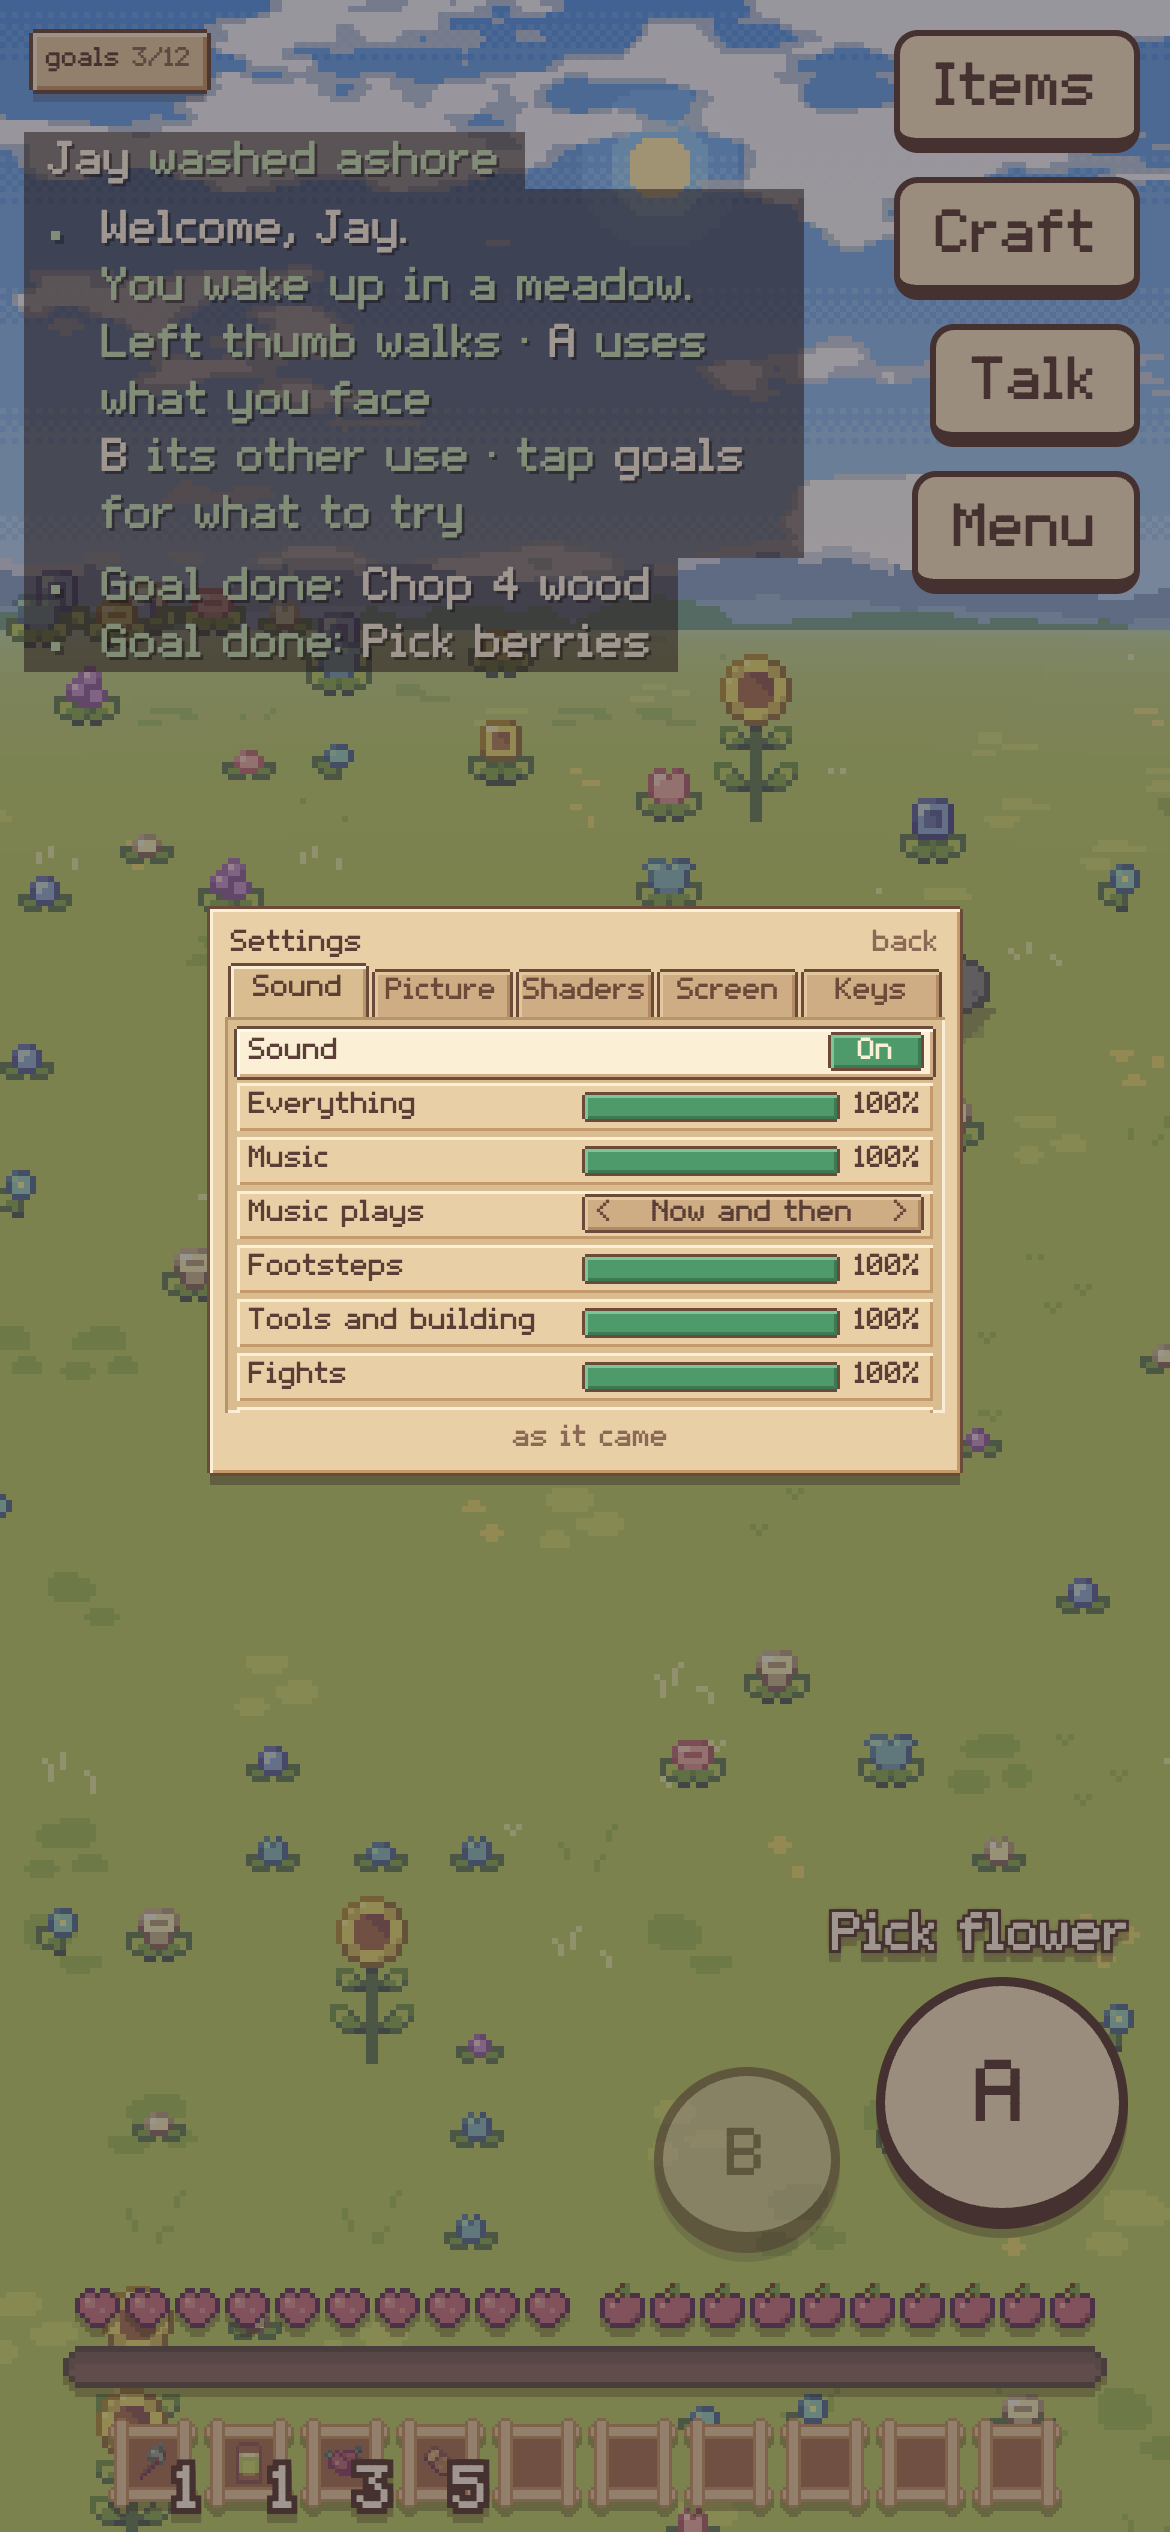 goals 3/12
Items
Craft
Talk
Menu
Jay washed ashore
· Welcome, Jay.
You wake up in a meadow.
Left thumb walks · A uses
what you face
B its other use · tap goals
for what to try
· Goal done: Chop 4 wood
· Goal done: Pick berries
Settings back
Sound Picture Shaders Screen Keys
Sound On
Everything 100%
Music 100%
Music plays < Now and then >
Footsteps 100%
Tools and building 100%
Fights 100%
as it came
Pick flower
A
B
1 1 3 5